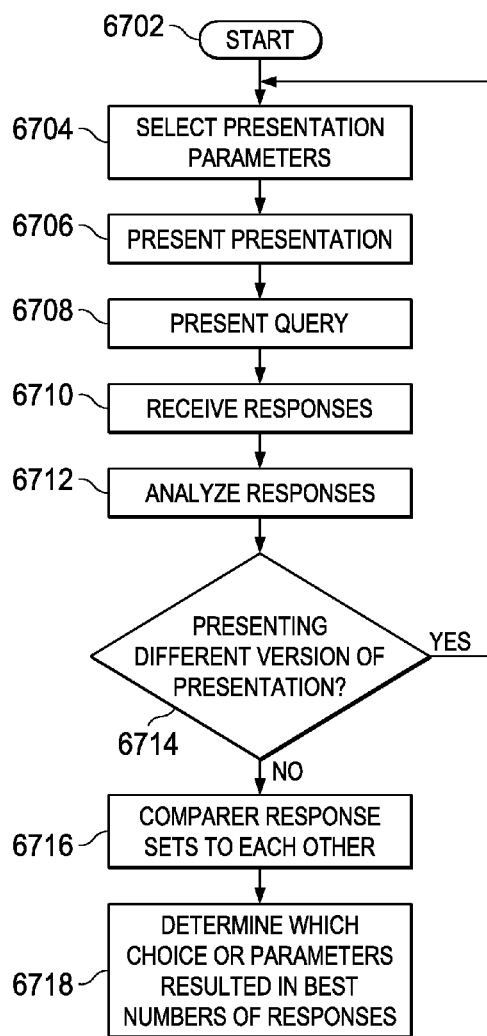 6702
START
6704
SELECT PRESENTATION
PARAMETERS
6706
PRESENT PRESENTATION
6708
PRESENT QUERY
6710
RECEIVE RESPONSES
6712
ANALYZE RESPONSES
PRESENTING
DIFFERENT VERSION OF
PRESENTATION?
YES
6714
NO
6716
COMPARER RESPONSE
SETS TO EACH OTHER
6718
DETERMINE WHICH
CHOICE OR PARAMETERS
RESULTED IN BEST
NUMBERS OF RESPONSES